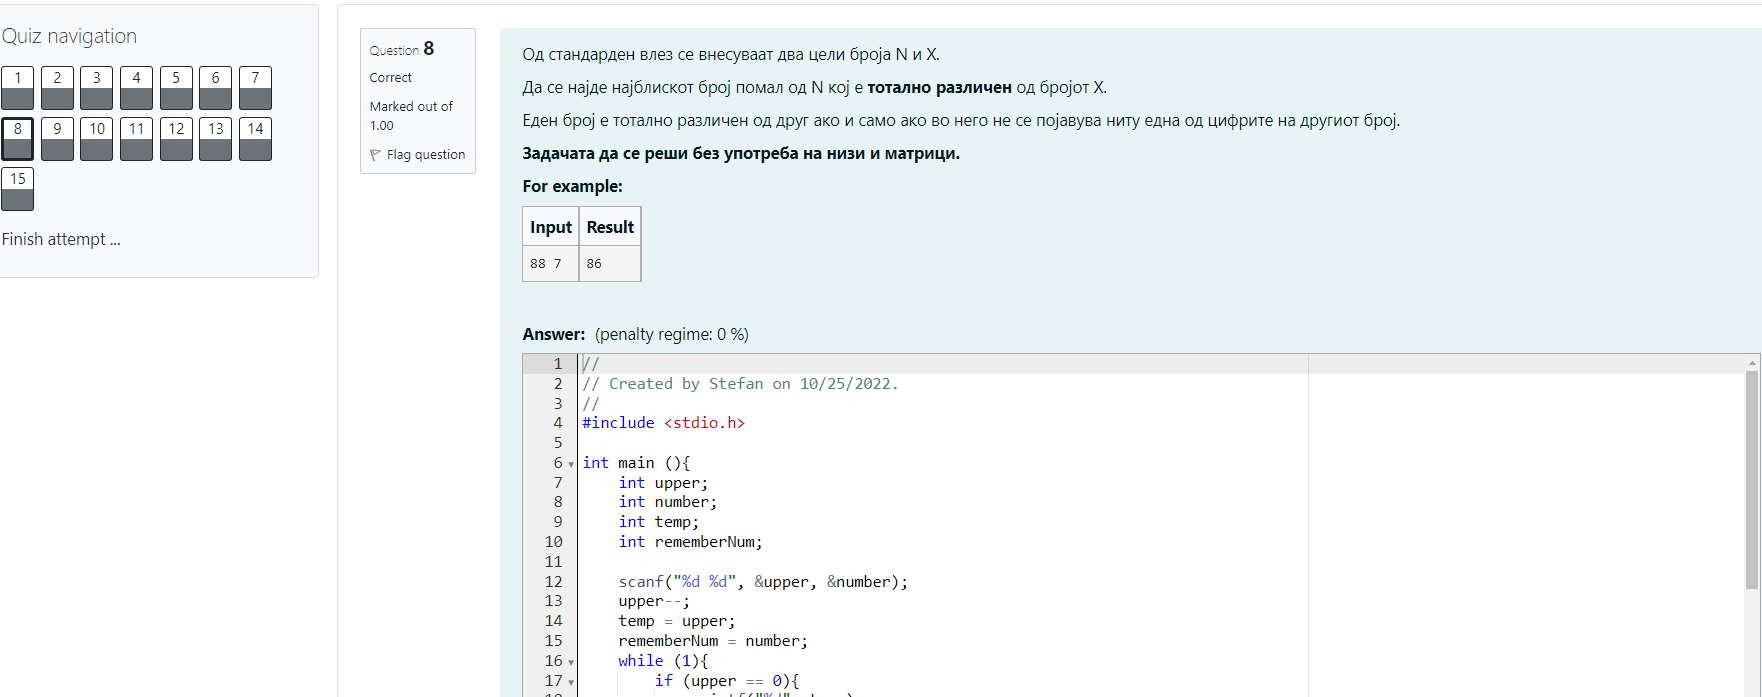 Quiz navigation
1 2 3 4 5 6 7
8 9 10 11 12 13 14
15
Finish attempt ...
Question 8
Correct
Marked out of
1.00
Flag question
Од стандарден влез се внесуваат два цели броја N и X.
Да се најде најблискот број помал од N кој е тотално различен од бројот X.
Еден број е тотално различен од друг ако и само ако во него не се појавува ниту една од цифрите на другиот број.
Задачата да се реши без употреба на низи и матрици.
For example:
Input Result
88 7 86
Answer: (penalty regime: 0 %)
1 //
2 // Created by Stefan on 10/25/2022.
3 //
4 #include <stdio.h>
5
6 int main (){
7 int upper;
8 int number;
9 int temp;
10 int rememberNum;
11
12 scanf("%d %d", &upper, &number);
13 upper--;
14 temp = upper;
15 rememberNum = number;
16 while (1){
17 if (upper == 0){